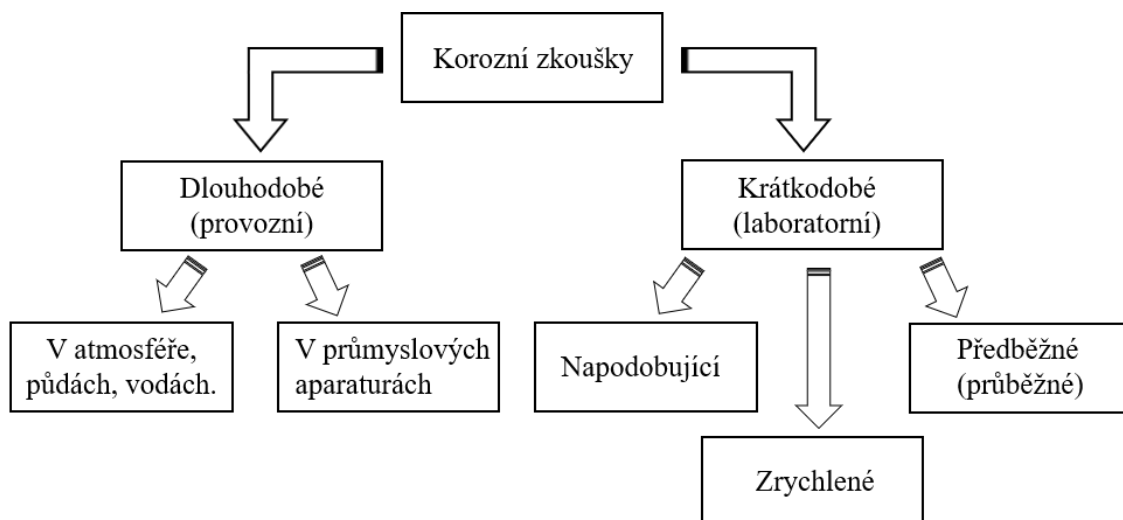 Korozní zkoušky
Dlouhodobé
(provozní)
Krátkodobé
(laboratorní)
V atmosféře,
půdách, vodách.
V průmyslových
aparaturách
Napodobující
Předběžné
(průběžné)
Zrychlené